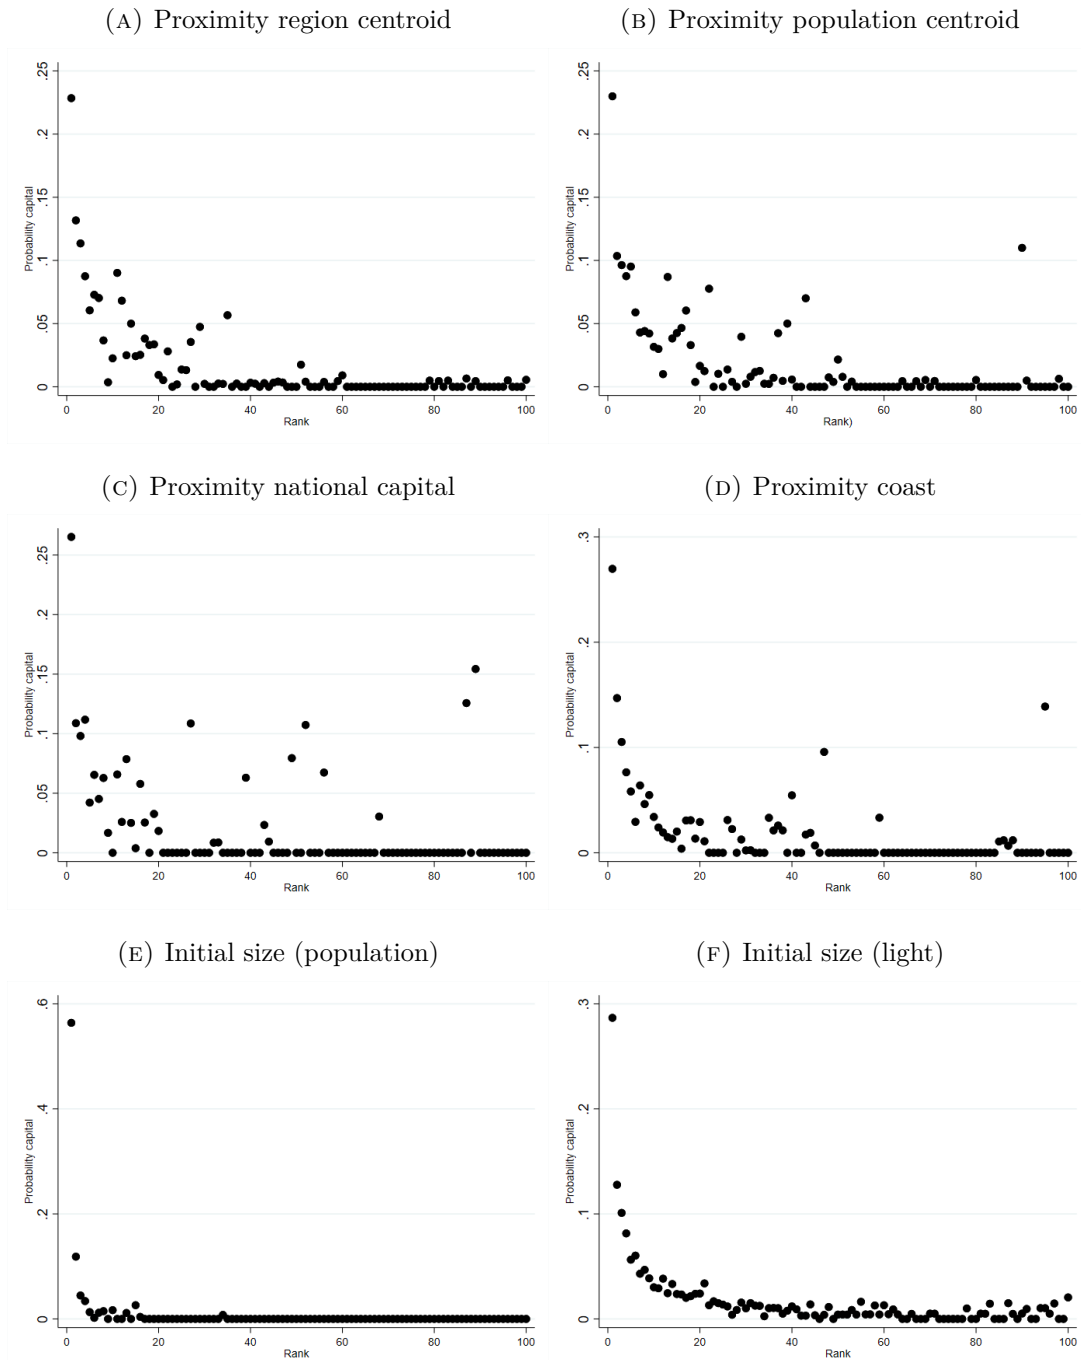 (A) Proximity region centroid
(B) Proximity population centroid
Probability capital
.25
.2
.15
.1
.05
0
0 20 40 60 80 100
Rank
Probability capital
.25
.2
.15
.1
.05
0
0 20 40 60 80 100
Rank)
(C) Proximity national capital
(D) Proximity coast
Probability capital
.25
.2
.15
.1
.05
0
0 20 40 60 80 100
Rank
Probability capital
.3
.2
.1
0
0 20 40 60 80 100
Rank
(E) Initial size (population)
(F) Initial size (light)
Probability capital
.6
.4
.2
0
0 20 40 60 80 100
Rank
Probability capital
.3
.2
.1
0
0 20 40 60 80 100
Rank